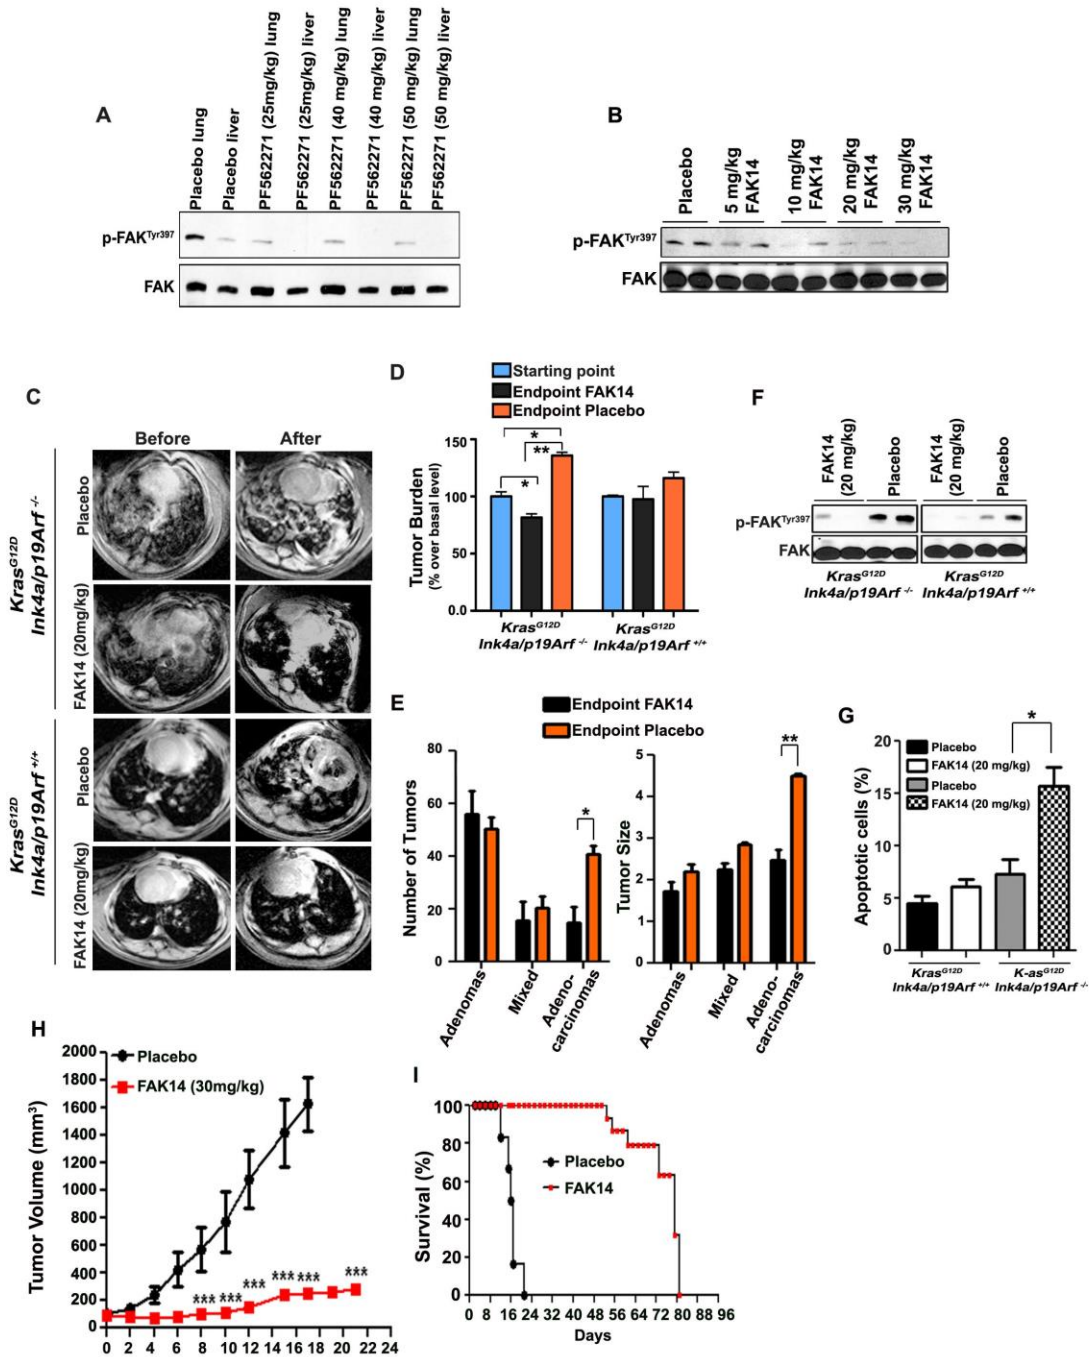 A
Placebo lung
Placebo liver
PF562271 (25mg/kg) lung
PF562271 (25mg/kg) liver
PF562271 (40 mg/kg) lung
PF562271 (40 mg/kg) liver
PF562271 (50 mg/kg) lung
PF562271 (50 mg/kg) liver
p-FAKTyr397
FAK
B
Placebo
5 mg/kg
FAK14
10 mg/kg
FAK14
20 mg/kg
FAK14
30 mg/kg
FAK14
p-FAKTyr397
FAK
C
Before
After
KrasG12D
Ink4a/p19Arf -/-
Placebo
FAK14 (20mg/kg)
KrasG12D
Ink4a/p19Arf +/+
Placebo
FAK14 (20mg/kg)
D
Starting point
Endpoint FAK14
Endpoint Placebo
Tumor Burden
(% over basal level)
150
100
50
0.0
*
**
*
KrasG12D
Ink4a/p19Arf -/-
KrasG12D
Ink4a/p19Arf +/+
F
FAK14
(20 mg/kg)
Placebo
FAK14
(20 mg/kg)
Placebo
p-FAKTyr397
FAK
KrasG12D
Ink4a/p19Arf -/-
KrasG12D
Ink4a/p19Arf +/+
E
Endpoint FAK14
Endpoint Placebo
Number of Tumors
80
60
40
20
0
*
Adenomas
Mixed
Adeno-
carcinomas
Tumor Size
5
4
3
2
1
0
**
Adenomas
Mixed
Adeno-
carcinomas
G
Placebo
FAK14 (20 mg/kg)
Placebo
FAK14 (20 mg/kg)
Apoptotic cells (%)
20
15
10
5
0
*
KrasG12D
Ink4a/p19Arf +/+
K-asG12D
Ink4a/p19Arf -/-
H
Placebo
FAK14 (30mg/kg)
Tumor Volume (mm3)
2000
1800
1600
1400
1200
1000
800
600
400
200
0
*** *** *** *** *** ***
0 2 4 6 8 10 12 14 16 18 20 22 24
I
Placebo
FAK14
Survival (%)
100
80
60
40
20
0
0 8 16 24 32 40 48 56 64 72 80 88 96
Days